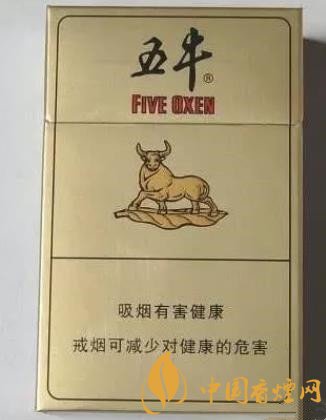 五牛®
FIVE OXEN
吸烟有害健康
戒烟可减少对健康的危害
中国香烟网